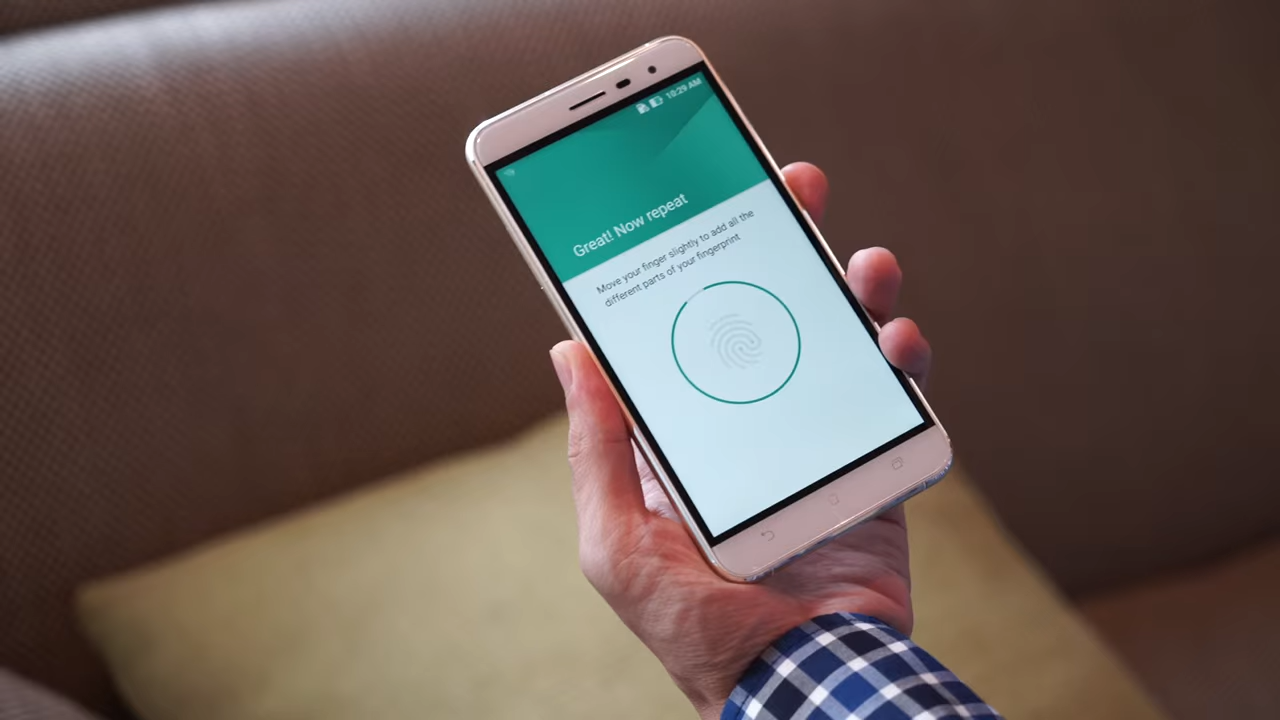 10:29 AM
Great! Now repeat
Move your finger slightly to add all the
different parts of your fingerprint